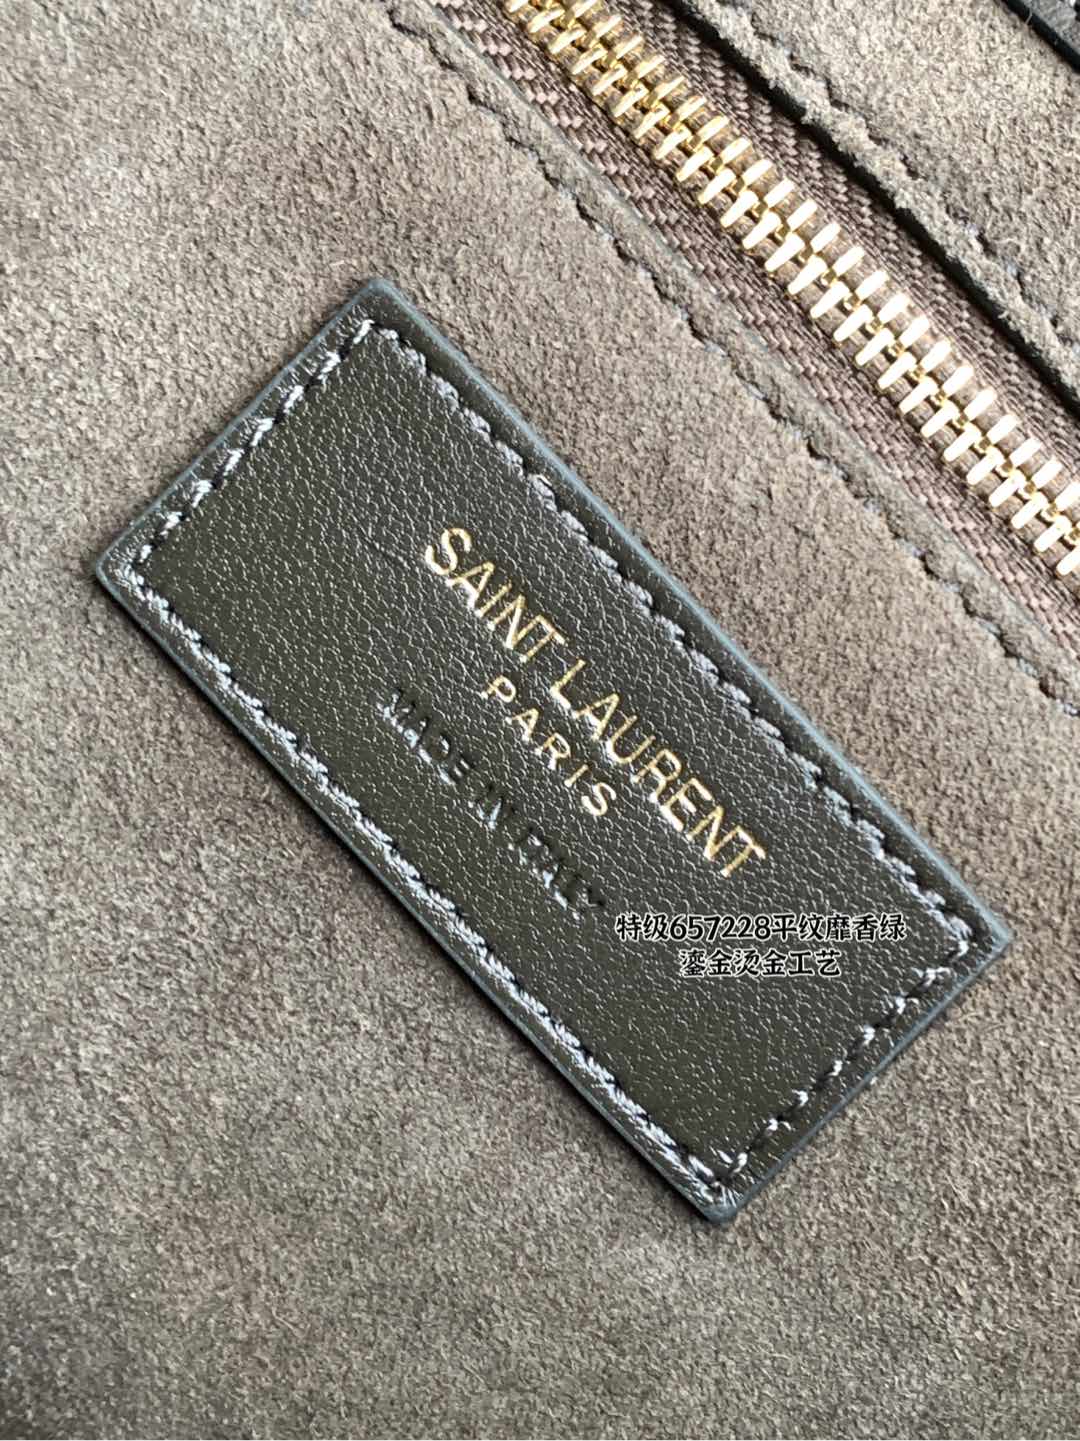 SAINT LAURENT
PARIS
MADE IN ITALY
特级657228平纹靡香绿
鎏金烫金工艺